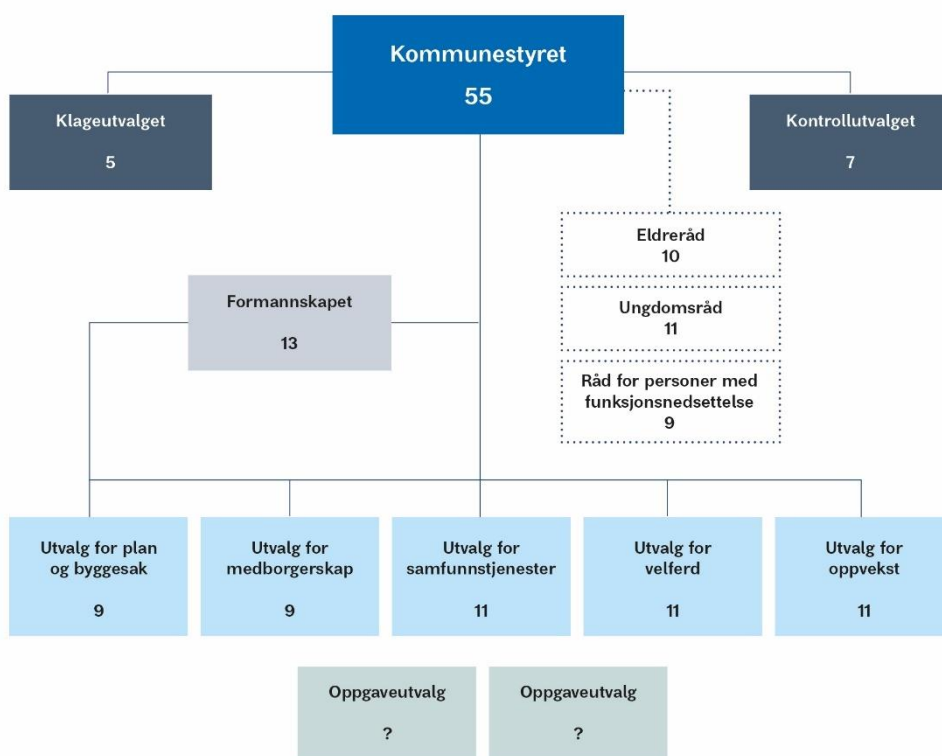 Kommunestyret
55
Klageutvalget
5
Kontrollutvalget
7
Eldreråd
10
Ungdomsråd
11
Råd for personer med
funksjonsnedsettelse
9
Formannskapet
13
Utvalg for plan
og byggesak
9
Utvalg for
medborgerskap
9
Utvalg for
samfunnstjenester
11
Utvalg for
velferd
11
Utvalg for
oppvekst
11
Oppgaveutvalg
?
Oppgaveutvalg
?